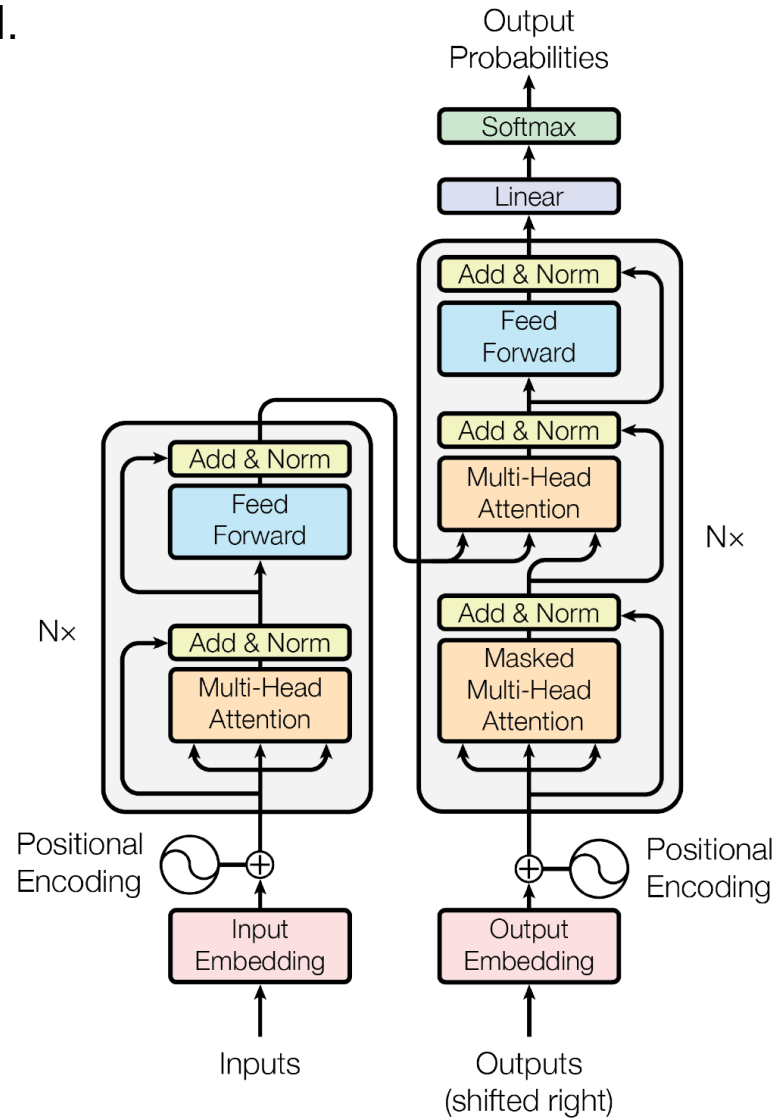 Output
Probabilities
Softmax
Linear
Add & Norm
Feed
Forward
Add & Norm
Multi-Head
Attention
Add & Norm
Masked
Multi-Head
Attention
Nx
Add & Norm
Feed
Forward
Add & Norm
Multi-Head
Attention
Nx
Positional
Encoding
Positional
Encoding
Input
Embedding
Output
Embedding
Inputs
Outputs
(shifted right)